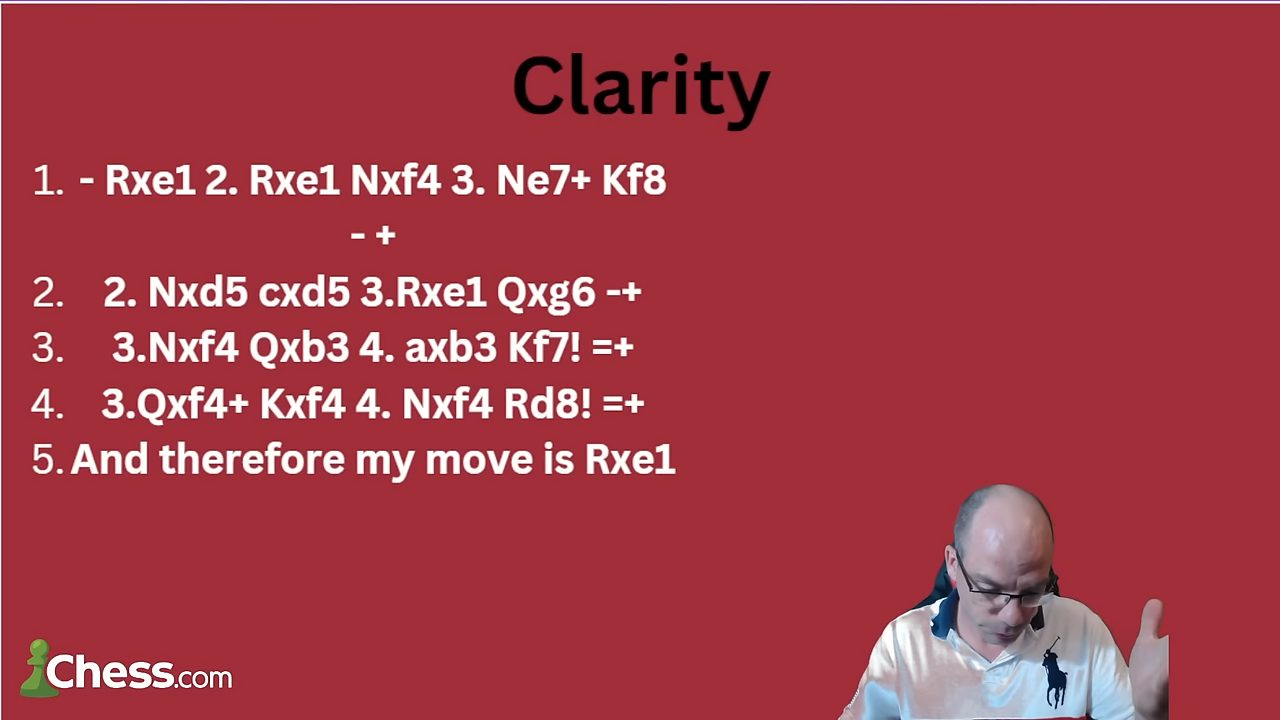 Clarity
1. - Rxe1 2. Rxe1 Nxf4 3. Ne7+ Kf8
- +
2. 2. Nxd5 cxd5 3.Rxe1 Qxg6 -+
3. 3.Nxf4 Qxb3 4. axb3 Kf7! =+
4. 3.Qxf4+ Kxf4 4. Nxf4 Rd8! =+
5. And therefore my move is Rxe1
Chess.com